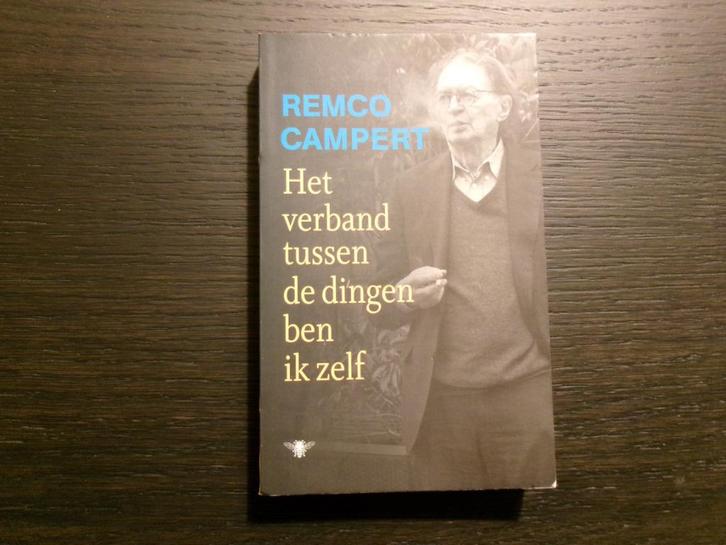 REMCO
CAMPERT
Het
verband
tussen
de dingen
ben
ik zelf